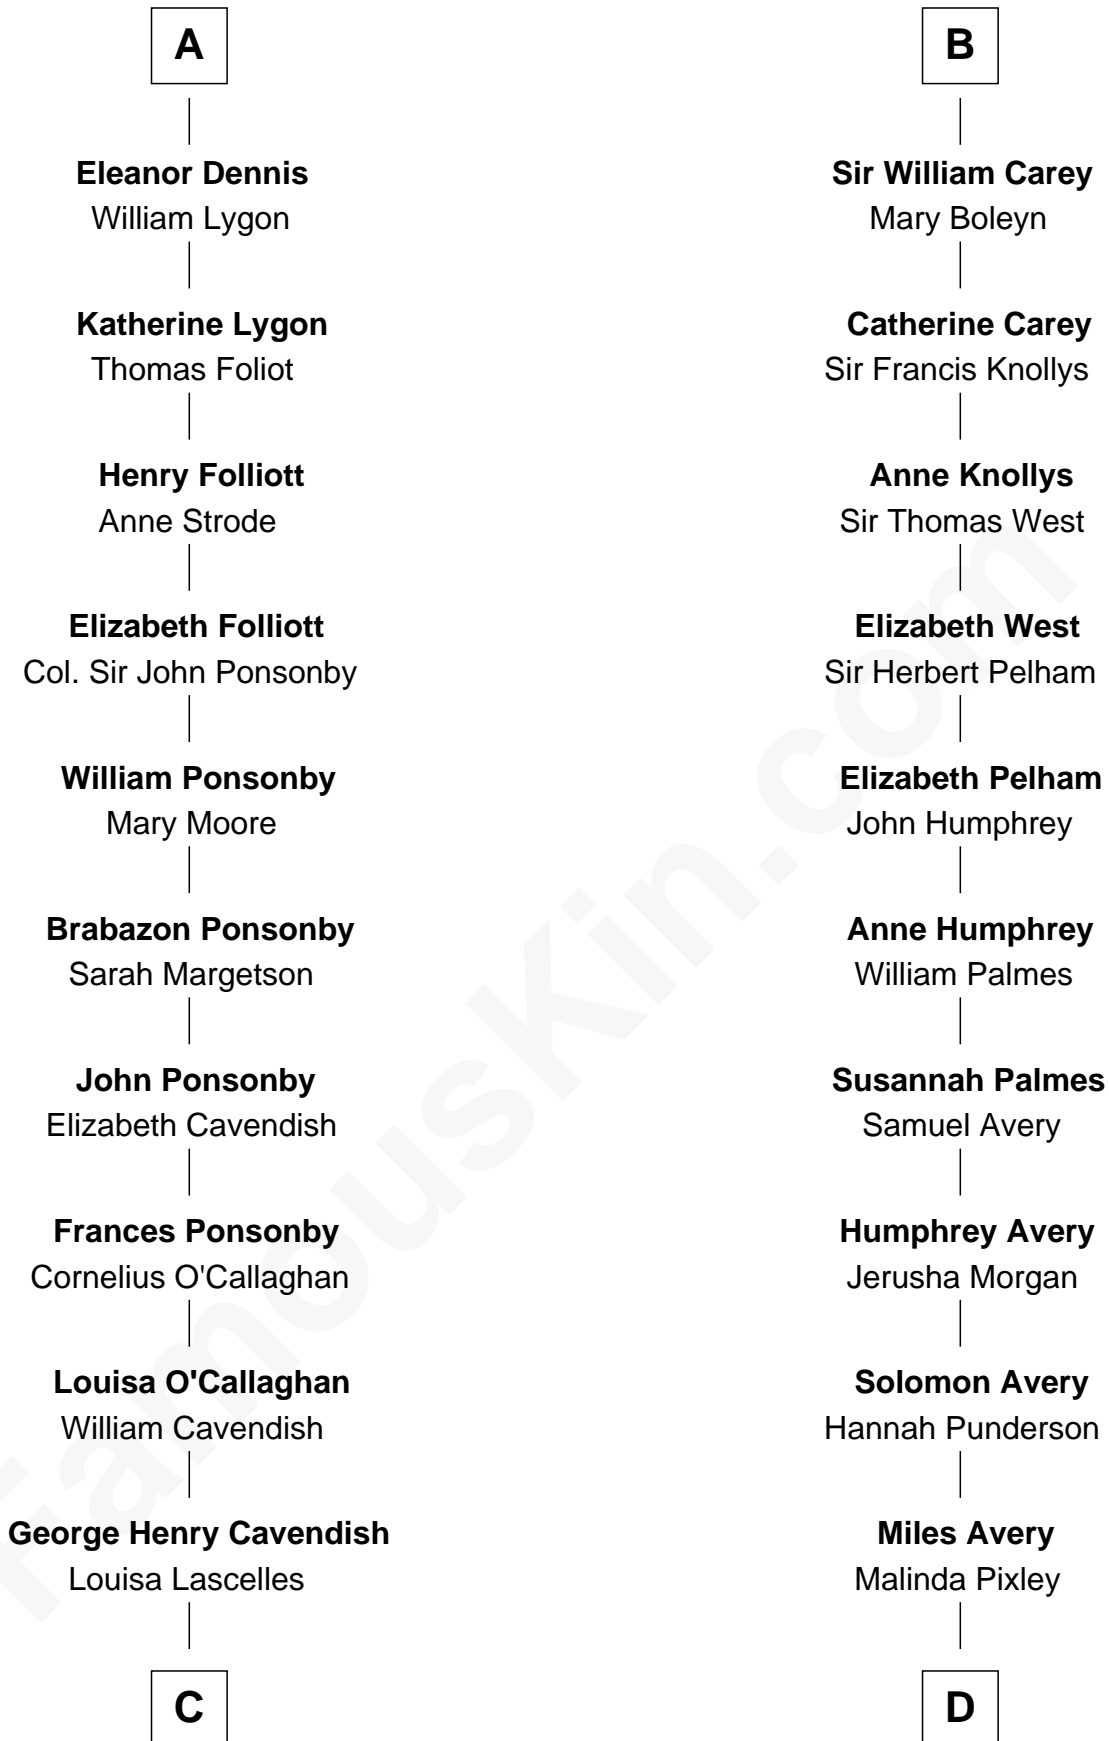 A
Eleanor Dennis
William Lygon
Katherine Lygon
Thomas Foliot
Henry Folliott
Anne Strode
Elizabeth Folliott
Col. Sir John Ponsonby
William Ponsonby
Mary Moore
Brabazon Ponsonby
Sarah Margetson
John Ponsonby
Elizabeth Cavendish
Frances Ponsonby
Cornelius O'Callaghan
Louisa O'Callaghan
William Cavendish
George Henry Cavendish
Louisa Lascelles
C
B
Sir William Carey
Mary Boleyn
Catherine Carey
Sir Francis Knollys
Anne Knollys
Sir Thomas West
Elizabeth West
Sir Herbert Pelham
Elizabeth Pelham
John Humphrey
Anne Humphrey
William Palmes
Susannah Palmes
Samuel Avery
Humphrey Avery
Jerusha Morgan
Solomon Avery
Hannah Punderson
Miles Avery
Malinda Pixley
D
FamousKin.com